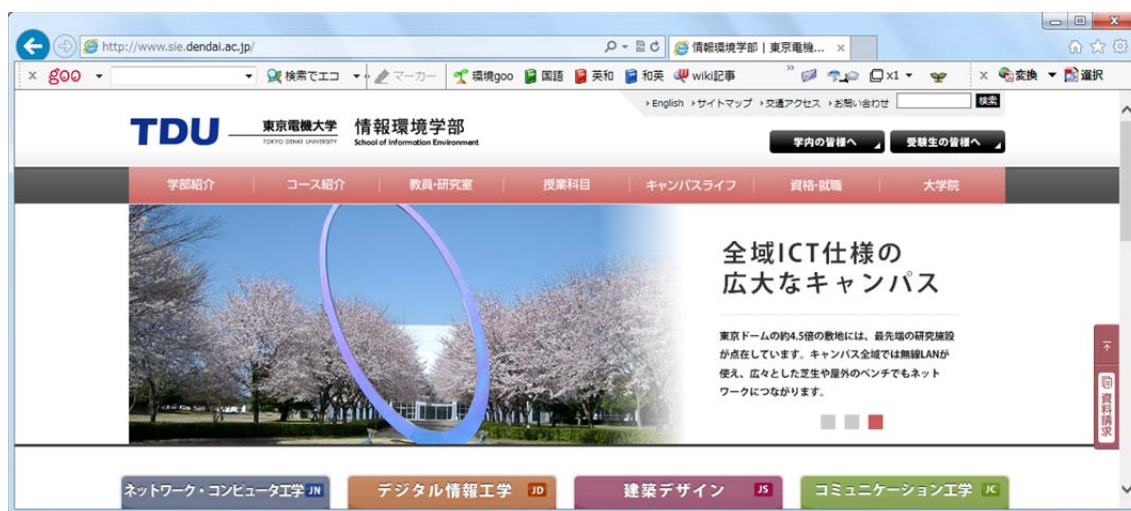 http://www.sie.dendai.ac.jp/
情報環境学部 | 東京電機...
goo
検索でエコ
マーカー
環境goo
国語
英和
和英
wiki記事
x1
変換
選択
English
サイトマップ
交通アクセス
お問い合わせ
検索
TDU
東京電機大学
TOKYO DENKI UNIVERSITY
情報環境学部
School of Information Environment
学内の皆様へ
受験生の皆様へ
学部紹介
コース紹介
教員・研究室
授業科目
キャンパスライフ
資格・就職
大学院
全域ICT仕様の
広大なキャンパス
東京ドームの約4.5倍の敷地には、最先端の研究施設
が点在しています。キャンパス全域では無線LANが
使え、広々とした芝生や屋外のベンチでもネット
ワークにつながります。
資料請求
ネットワーク・コンピュータ工学 JN
デジタル情報工学 JD
建築デザイン JS
コミュニケーション工学 JC